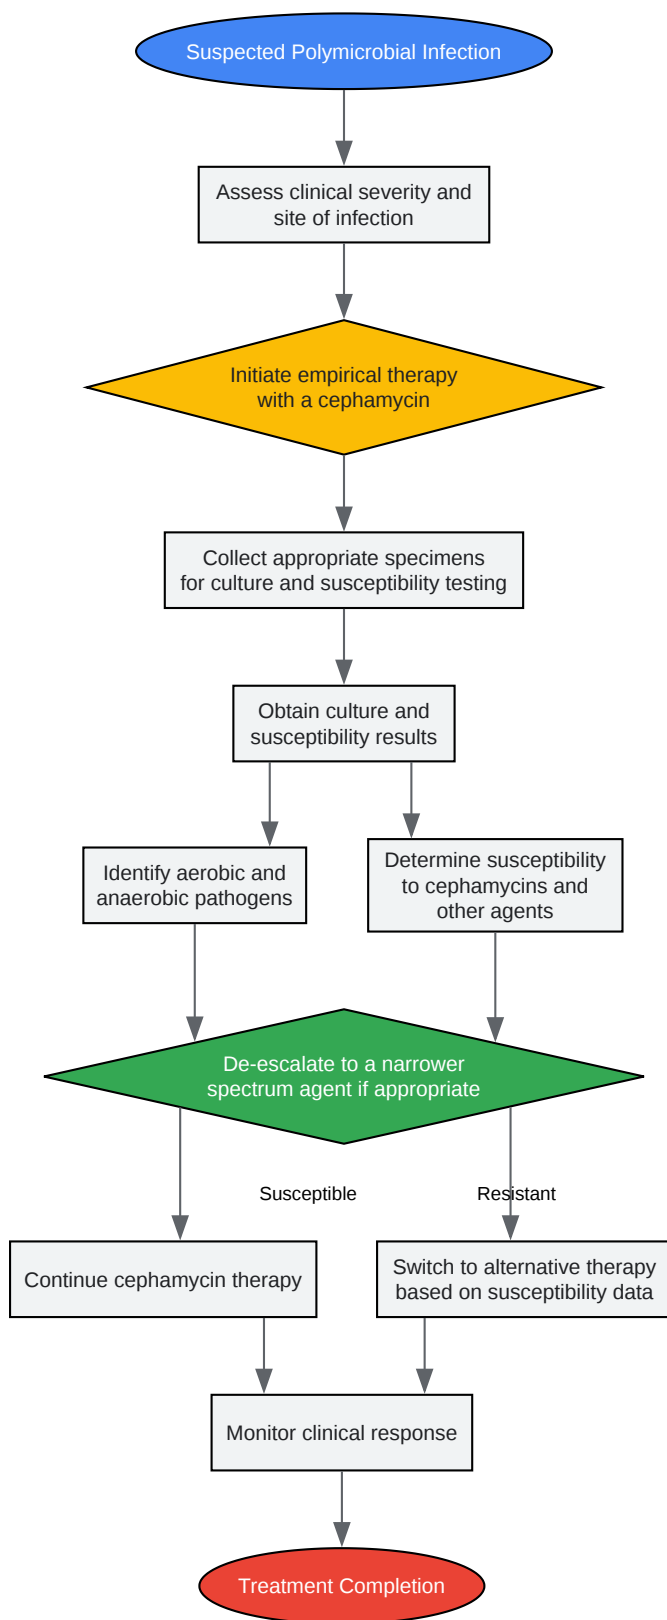 Suspected Polymicrobial Infection
Assess clinical severity and
site of infection
Initiate empirical therapy
with a cephamycin
Collect appropriate specimens
for culture and susceptibility testing
Obtain culture and
susceptibility results
Identify aerobic and
anaerobic pathogens
Determine susceptibility
to cephamycins and
other agents
De-escalate to a narrower
spectrum agent if appropriate
Susceptible
Resistant
Continue cephamycin therapy
Switch to alternative therapy
based on susceptibility data
Monitor clinical response
Treatment Completion